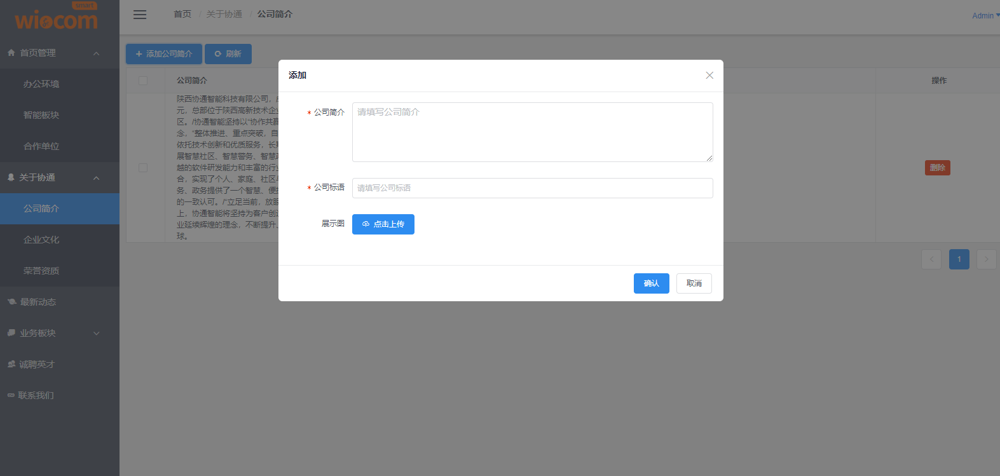 smart
wiocom
首页 / 关于协通 / 公司简介
Admin
首页管理
办公环境
智能板块
合作单位
关于协通
公司简介
企业文化
荣誉资质
最新动态
业务板块
诚聘英才
联系我们
+ 添加公司简介
刷新
公司简介
操作
陕西协通智能科技有限公司，
元，总部位于陕西高新技术企业
区。/协通智能坚持以“协作共赢
念，“整体推进、重点突破，自
依托技术创新和优质服务，长
展智慧社区、智慧警务、智慧
越的软件研发能力和丰富的行
合，实现了个人、家庭、社区
务、政务提供了一个智慧、便
的一致认可。/“立足当前，放眼
上，协通智能将坚持为客户创
业延续辉煌的理念，不断提升、
球。
删除
1
添加
* 公司简介
请填写公司简介
* 公司标语
请填写公司标语
展示图
点击上传
确认
取消